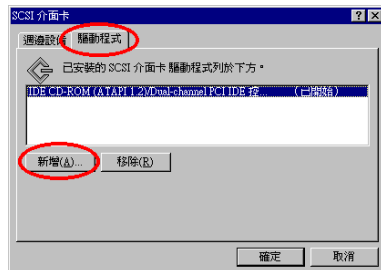 SCSI 介面卡
週邊設備 驅動程式
已安裝的 SCSI 介面卡 驅動程式列於下方。
IDE CD-ROM (ATAPI 1.2)/Dual-channel PCI IDE 控... (已開始)
新增(A)... 移除(R)
確定 取消